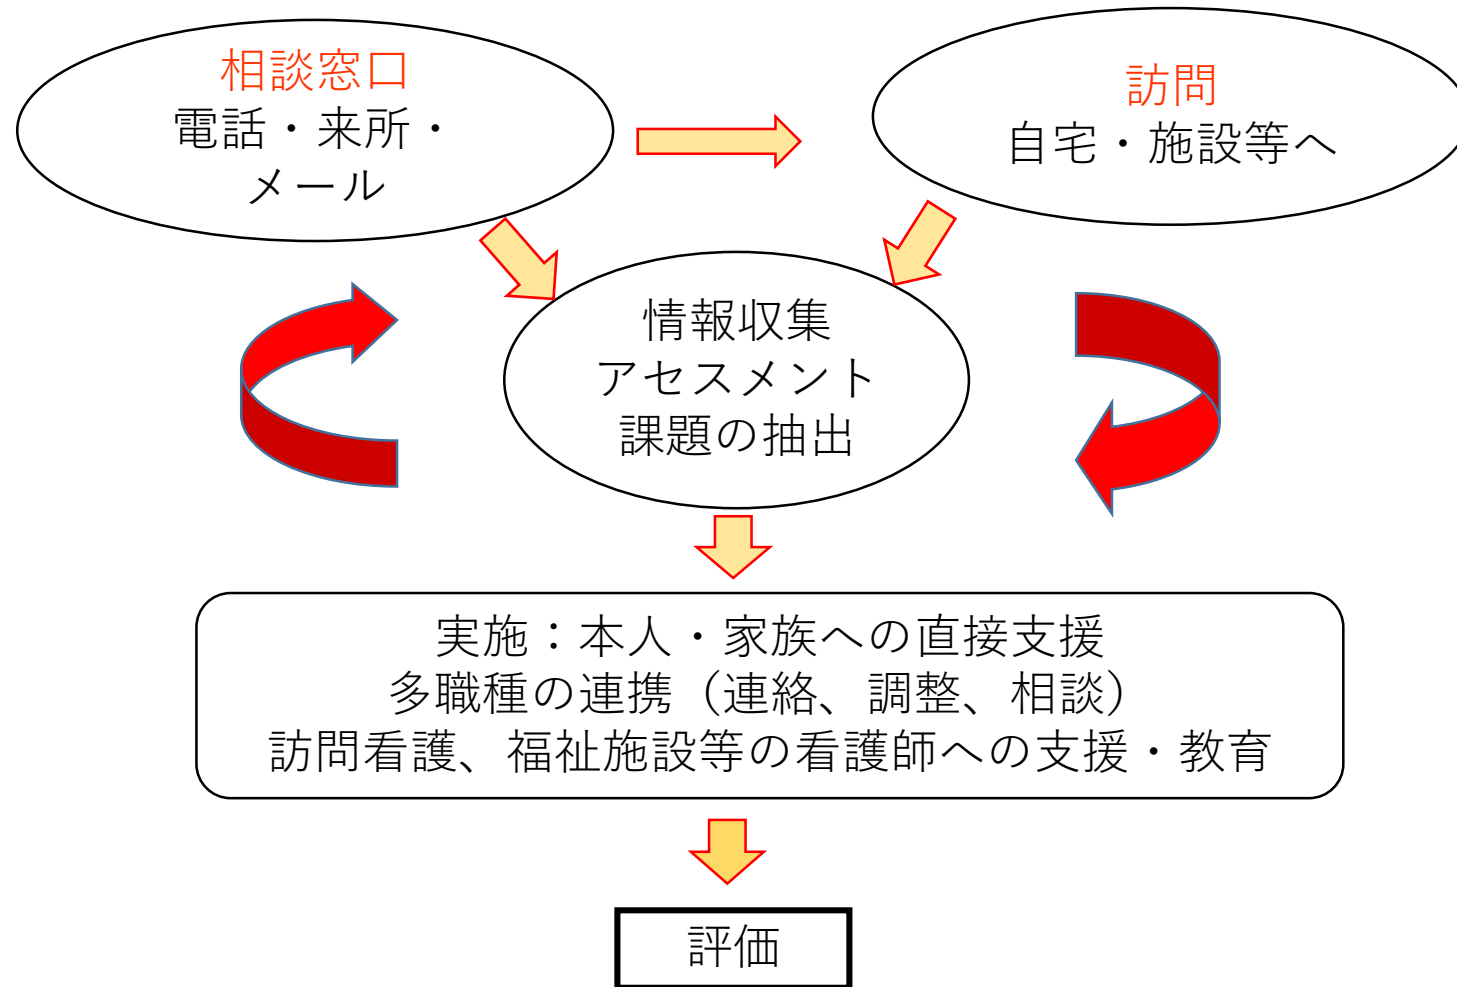 相談窓口
電話・来所・
メール
訪問
自宅・施設等へ
情報収集
アセスメント
課題の抽出
実施：本人・家族への直接支援
多職種の連携（連絡、調整、相談）
訪問看護、福祉施設等の看護師への支援・教育
評価